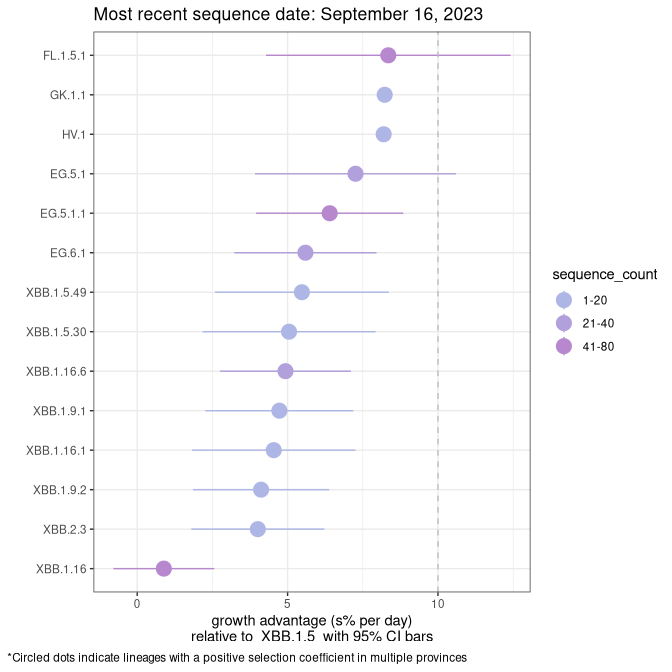 Most recent sequence date: September 16, 2023
FL.1.5.1
GK.1.1
HV.1
EG.5.1
EG.5.1.1
EG.6.1
XBB.1.5.49
XBB.1.5.30
XBB.1.16.6
XBB.1.9.1
XBB.1.16.1
XBB.1.9.2
XBB.2.3
XBB.1.16
0 5 10
growth advantage (s% per day)
relative to XBB.1.5 with 95% CI bars
sequence_count
1-20
21-40
41-80
*Circled dots indicate lineages with a positive selection coefficient in multiple provinces